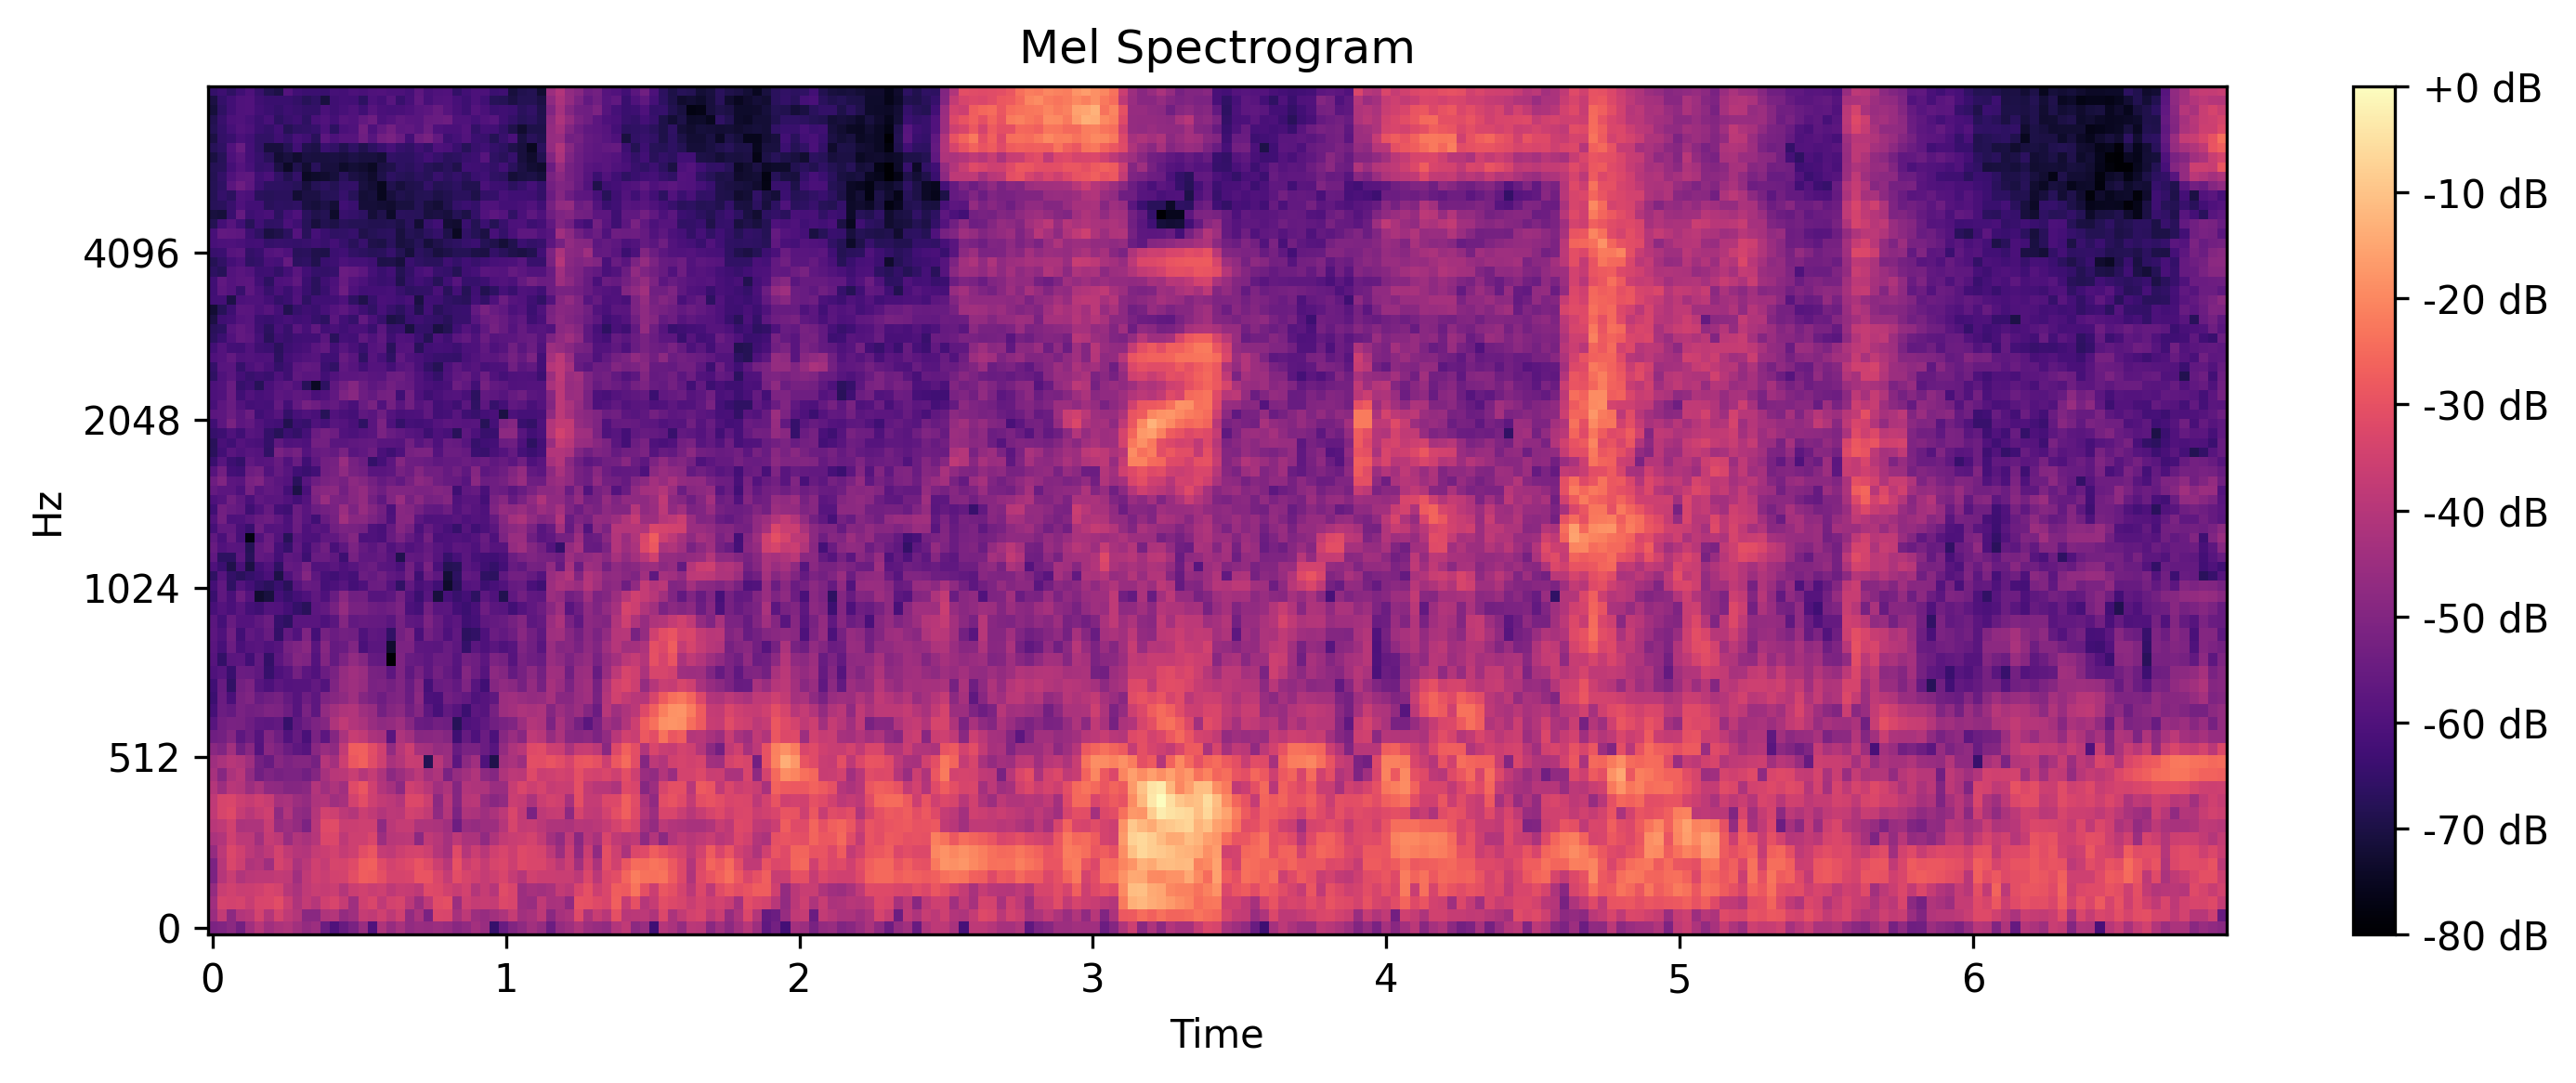 Mel Spectrogram
+0 dB
-10 dB
-20 dB
-30 dB
-40 dB
-50 dB
-60 dB
-70 dB
-80 dB
Hz
4096
2048
1024
512
0
0 1 2 3 4 5 6
Time